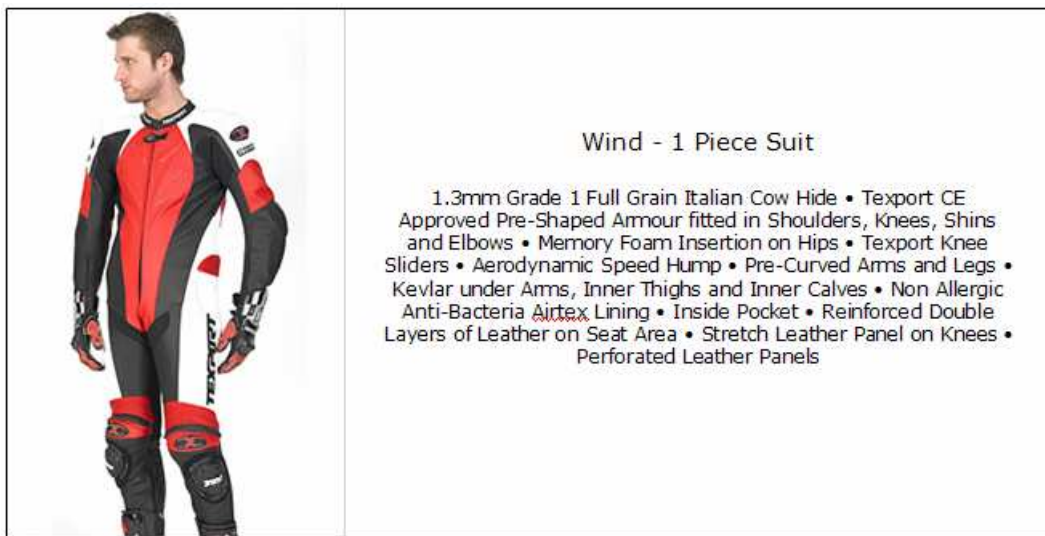 Wind - 1 Piece Suit
1.3mm Grade 1 Full Grain Italian Cow Hide • Texport CE
Approved Pre-Shaped Armour fitted in Shoulders, Knees, Shins
and Elbows • Memory Foam Insertion on Hips • Texport Knee
Sliders • Aerodynamic Speed Hump • Pre-Curved Arms and Legs •
Kevlar under Arms, Inner Thighs and Inner Calves • Non Allergic
Anti-Bacteria Airtex Lining • Inside Pocket • Reinforced Double
Layers of Leather on Seat Area • Stretch Leather Panel on Knees •
Perforated Leather Panels
TEXPORT